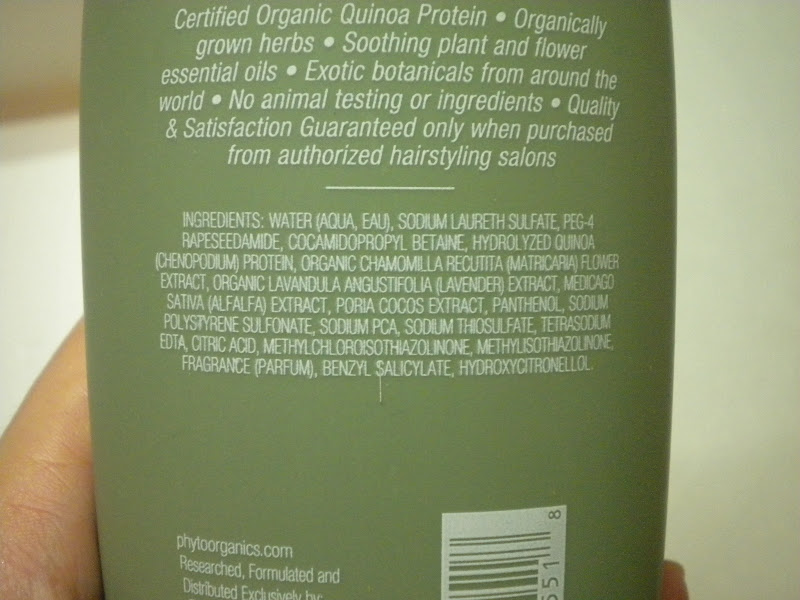 Certified Organic Quinoa Protein • Organically
grown herbs • Soothing plant and flower
essential oils • Exotic botanicals from around the
world • No animal testing or ingredients • Quality
& Satisfaction Guaranteed only when purchased
from authorized hairstyling salons
INGREDIENTS: WATER (AQUA, EAU), SODIUM LAURETH SULFATE, PEG-4
RAPESEEDAMIDE, COCAMIDOPROPYL BETAINE, HYDROLYZED QUINOA
(CHENOPODIUM) PROTEIN, ORGANIC CHAMOMILLA RECUTITA (MATRICARIA) FLOWER
EXTRACT, ORGANIC LAVANDULA ANGUSTIFOLIA (LAVENDER) EXTRACT, MEDICAGO
SATIVA (ALFALFA) EXTRACT, PORIA COCOS EXTRACT, PANTHENOL, SODIUM
POLYSTYRENE SULFONATE, SODIUM PCA, SODIUM THIOSULFATE, TETRASODIUM
EDTA, CITRIC ACID, METHYLCHLOROISOTHIAZOLINONE, METHYLISOTHIAZOLINONE,
FRAGRANCE (PARFUM), BENZYL SALICYLATE, HYDROXYCITRONELLOL.
phytoorganics.com
Researched, Formulated and
Distributed Exclusively by:
551 8